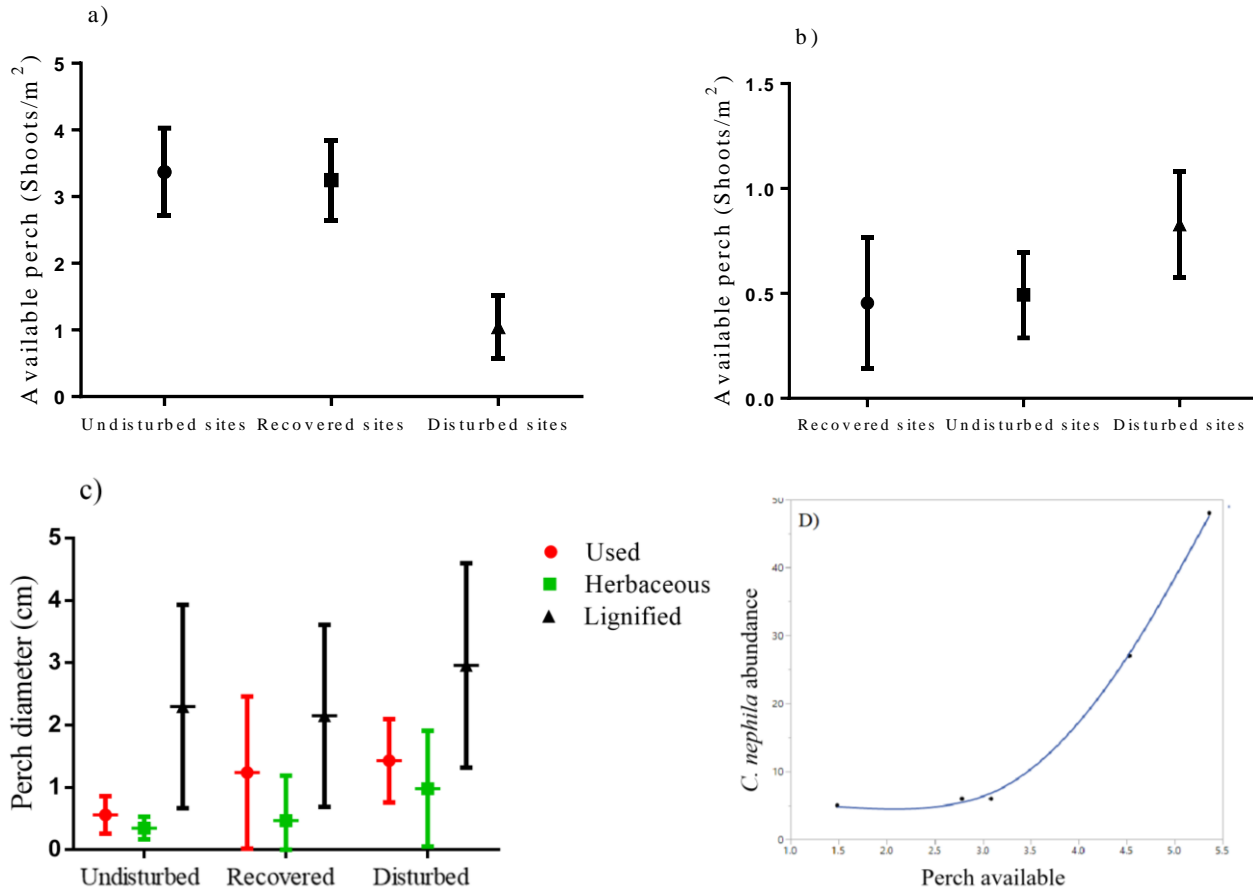 a)
Available perch (Shoots/m²)
5
4
3
2
1
0
Undisturbed sites Recovered sites Disturbed sites
b)
Available perch (Shoots/m²)
1.5
1.0
0.5
0.0
Recovered sites Undisturbed sites Disturbed sites
c)
Perch diameter (cm)
5
4
3
2
1
0
Undisturbed Recovered Disturbed
Used
Herbaceous
Lignified
D)
C. nephila abundance
50
40
30
20
10
0
1.0 1.5 2.0 2.5 3.0 3.5 4.0 4.5 5.0 5.5
Perch available